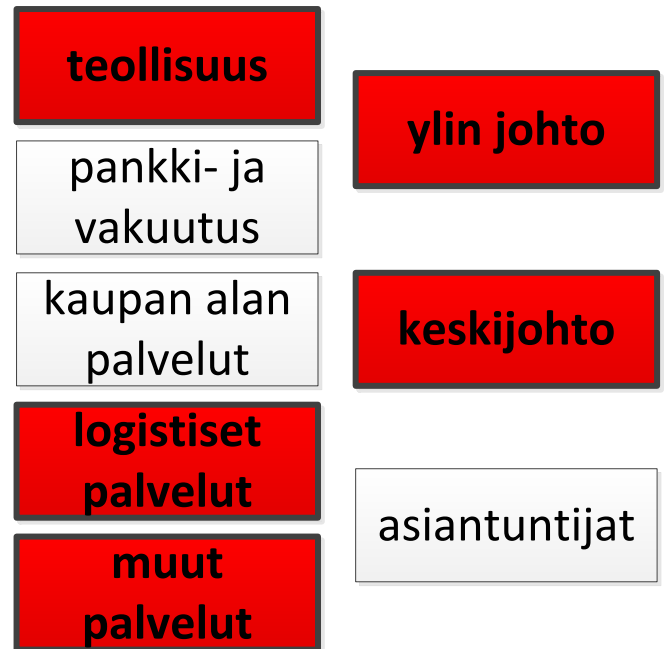 teollisuus
pankki- ja
vakuutus
kaupan alan
palvelut
logistiset
palvelut
muut
palvelut
ylin johto
keskijohto
asiantuntijat